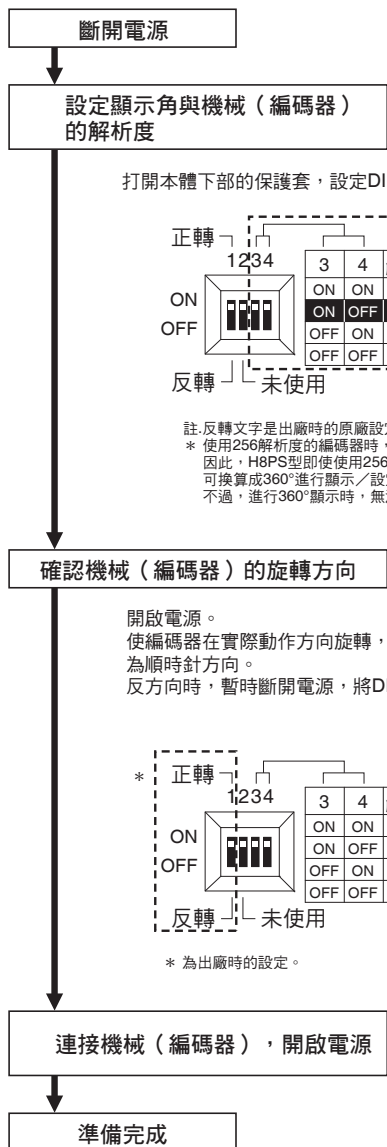 斷開電源
設定顯示角與機械（編碼器）
的解析度
打開本體下部的保護套，設定DI
正轉
1234
ON
OFF
反轉
未使用
3 4
ON ON
ON OFF
OFF ON
OFF OFF
註.反轉文字是出廠時的原廠設
＊ 使用256解析度的編碼器時，
因此，H8PS型即使使用256
可換算成360°進行顯示／設
不過，進行360°顯示時，無
確認機械（編碼器）的旋轉方向
開啟電源。
使編碼器在實際動作方向旋轉，
為順時針方向。
反方向時，暫時斷開電源，將DI
＊
正轉
1234
ON
OFF
反轉
未使用
3 4
ON ON
ON OFF
OFF ON
OFF OFF
＊ 為出廠時的設定。
連接機械（編碼器），開啟電源
準備完成